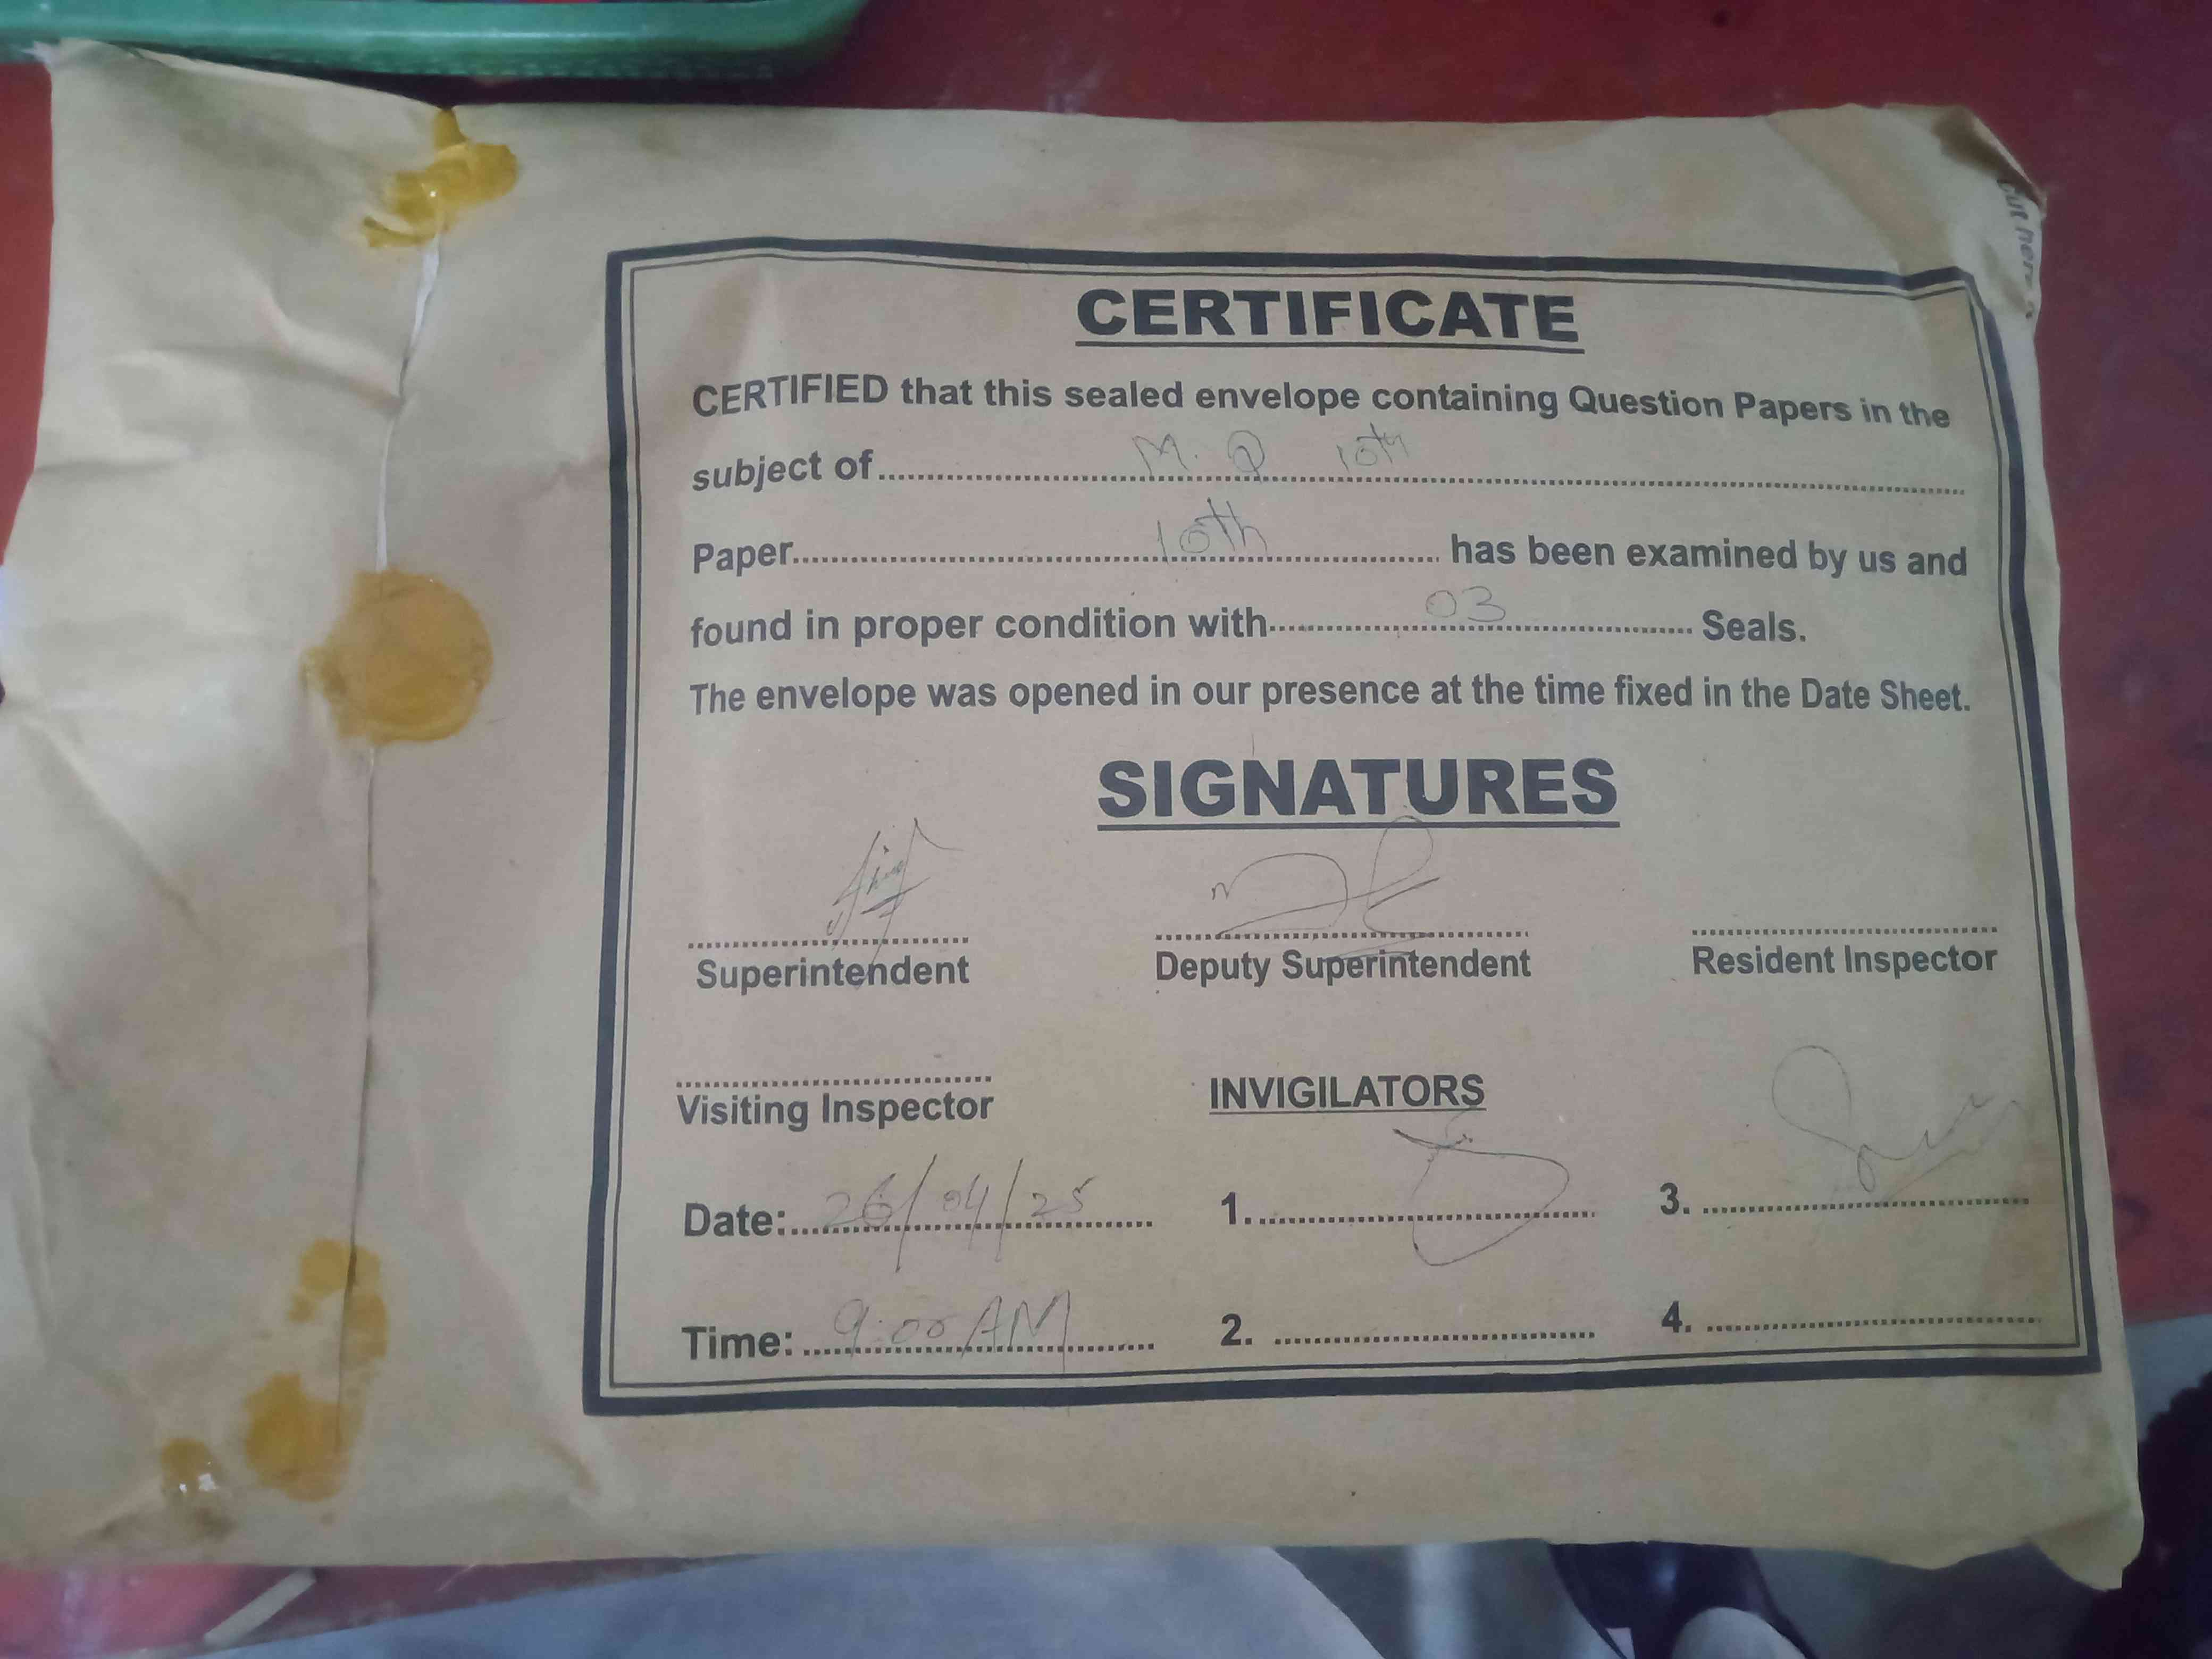 cut here
CERTIFICATE
CERTIFIED that this sealed envelope containing Question Papers in the
subject of.......... M. Q 10th ..........
Paper.......... 10th .......... has been examined by us and
found in proper condition with.......... 03 .......... Seals.
The envelope was opened in our presence at the time fixed in the Date Sheet.
SIGNATURES
Superintendent Deputy Superintendent Resident Inspector
Visiting Inspector INVIGILATORS
Date:.......... 26/04/25 .......... 1. .......... 3. ..........
Time:.......... 9:00 AM .......... 2. .......... 4. ..........